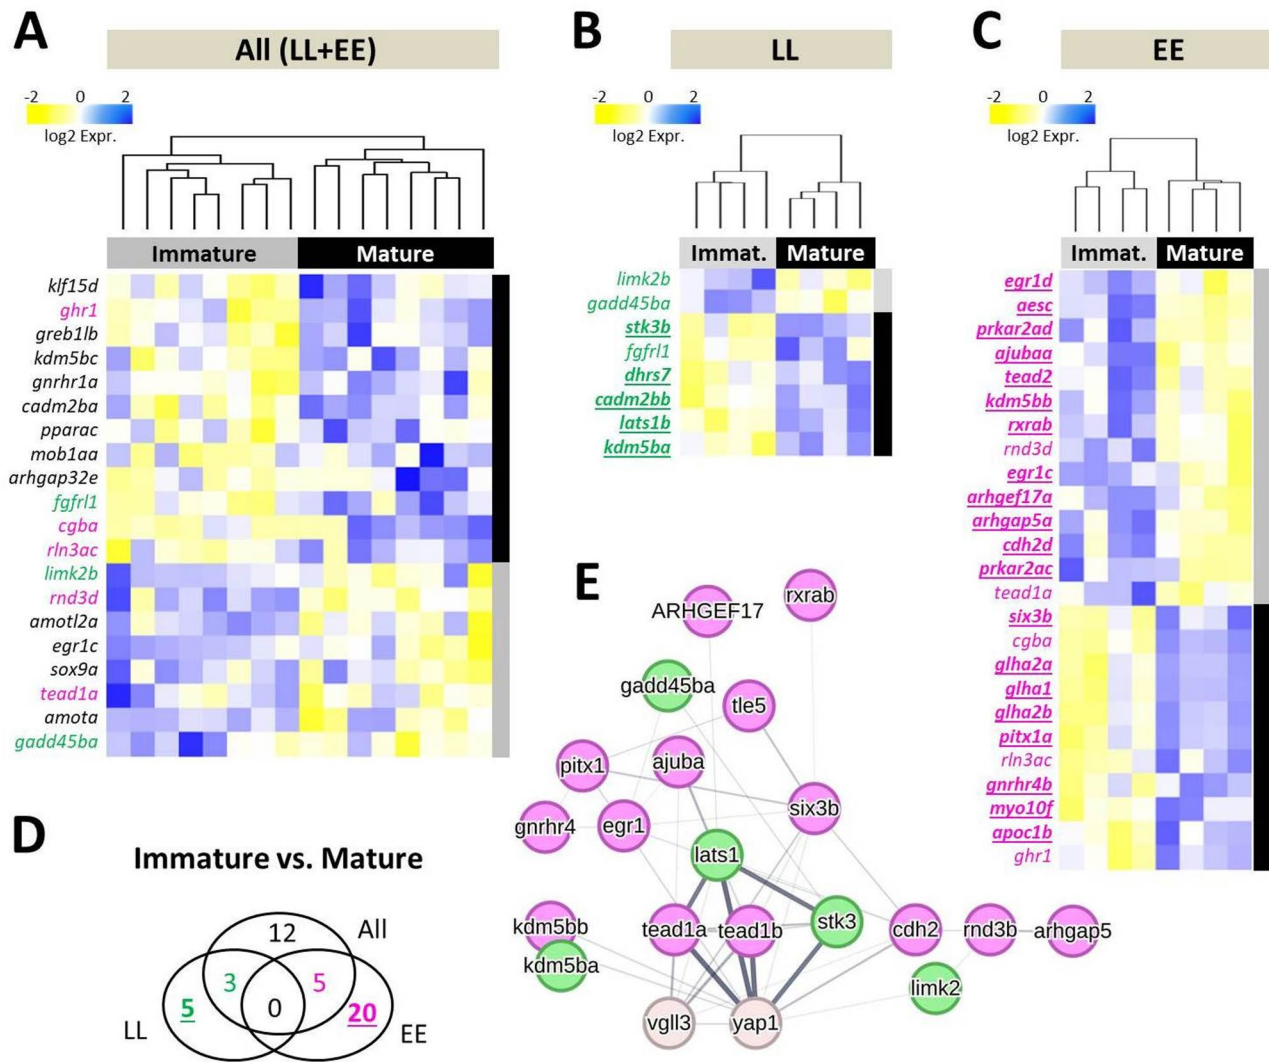 A
All (LL+EE)
-2 0 2
log2 Expr.
Immature Mature
klf15d
ghr1
greb1lb
kdm5bc
gnrhr1a
cadm2ba
pparac
mob1aa
arhgap32e
fgfrl1
cgba
rln3ac
limk2b
rnd3d
amotl2a
egr1c
sox9a
tead1a
amota
gadd45ba
B
LL
-2 0 2
log2 Expr.
Immat. Mature
limk2b
gadd45ba
stk3b
fgfrl1
dhrs7
cadm2bb
lats1b
kdm5ba
C
EE
-2 0 2
log2 Expr.
Immat. Mature
egr1d
aesc
prkar2ad
ajubaa
tead2
kdm5bb
rxrab
rnd3d
egr1c
arhgef17a
arhgap5a
cdh2d
prkar2ac
tead1a
six3b
cgba
glha2a
glha1
glha2b
pitx1a
rln3ac
gnrhr4b
myo10f
apoc1b
ghr1
D
Immature vs. Mature
12 All
3 5
5 0 20
LL EE
E
ARHGEF17 rxrab
gadd45ba
tle5
pitx1 ajuba
gnrhr4 egr1 six3b
lats1
kdm5bb tead1a tead1b stk3 cdh2 rnd3b arhgap5
kdm5ba
limk2
vgll3 yap1